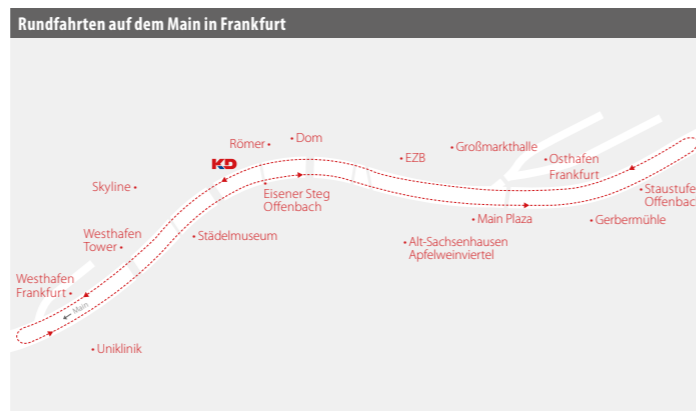 Rundfahrten auf dem Main in Frankfurt
Dom
Römer
Großmarkthalle
EZB
Osthafen
Frankfurt
KD
Skyline
Eisener Steg
Offenbach
Staustufe
Offenbach
Main Plaza
Gerbermühle
Westhafen
Tower
Städelmuseum
Alt-Sachsenhausen
Apfelweinviertel
Westhafen
Frankfurt
Main
Uniklinik